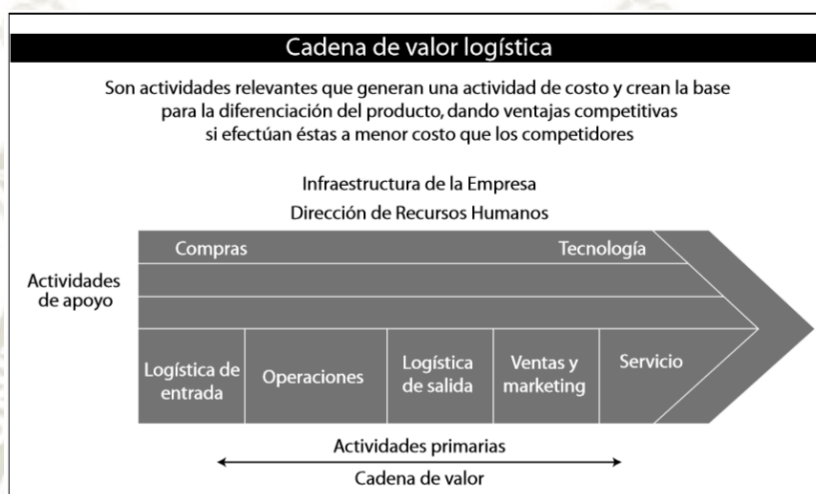 Cadena de valor logística
Son actividades relevantes que generan una actividad de costo y crean la base
para la diferenciación del producto, dando ventajas competitivas
si efectúan éstas a menor costo que los competidores
Infraestructura de la Empresa
Dirección de Recursos Humanos
Compras
Tecnología
Actividades
de apoyo
Logística de
entrada
Operaciones
Logística
de salida
Ventas y
marketing
Servicio
Actividades primarias
Cadena de valor